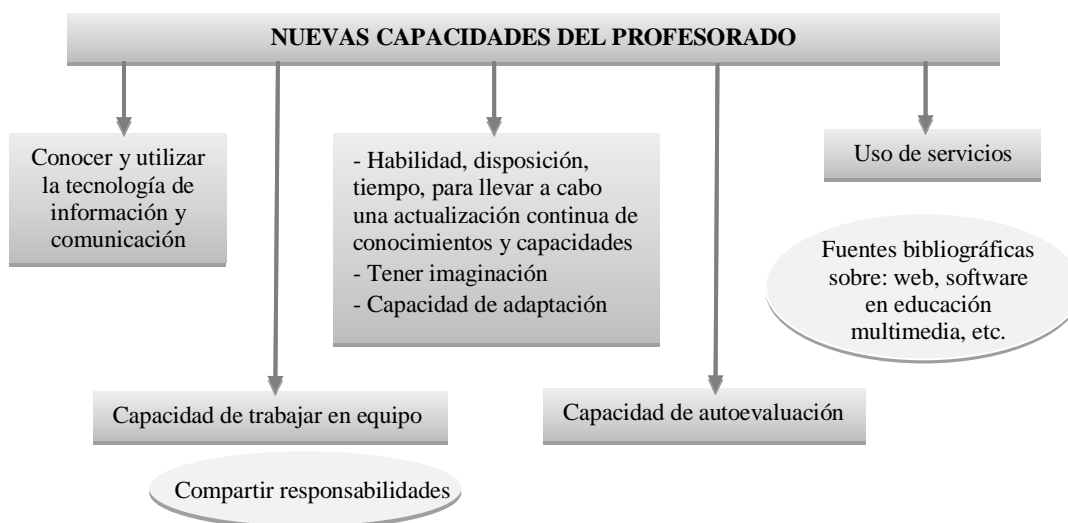 NUEVAS CAPACIDADES DEL PROFESORADO
Conocer y utilizar
la tecnología de
información y
comunicación
- Habilidad, disposición,
tiempo, para llevar a cabo
una actualización continua de
conocimientos y capacidades
- Tener imaginación
- Capacidad de adaptación
Uso de servicios
Fuentes bibliográficas
sobre: web, software
en educación
multimedia, etc.
Capacidad de trabajar en equipo
Compartir responsabilidades
Capacidad de autoevaluación